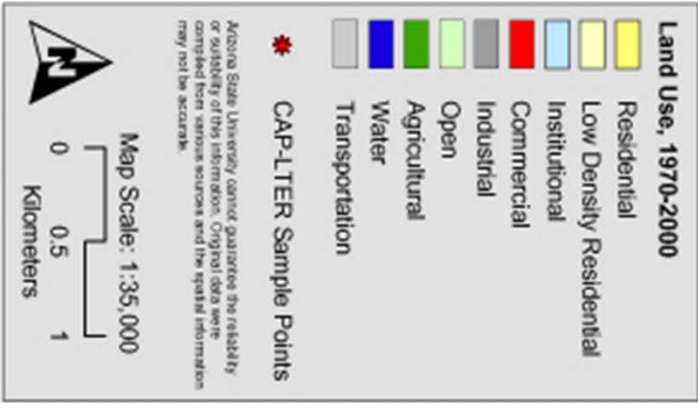 Land Use, 1970-2000
Residential
Low Density Residential
Institutional
Commercial
Industrial
Open
Agricultural
Water
Transportation
CAP-LTER Sample Points
Arizona State University cannot guarantee the reliability
or suitability of this information. Original data were
compiled from various sources and the spatial information
may not be accurate.
Map Scale: 1:35,000
0 0.5 1
Kilometers
N